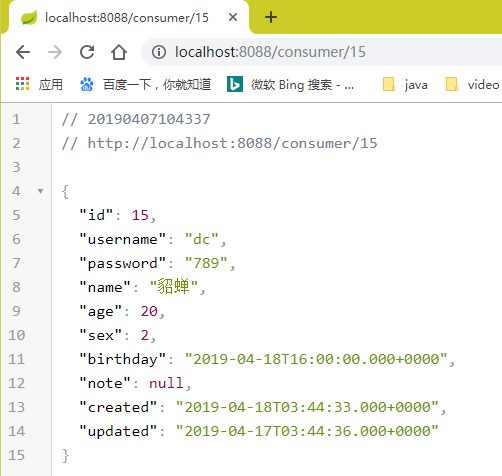 localhost:8088/consumer/15
localhost:8088/consumer/15
应用 百度一下，你就知道 微软 Bing 搜索 - ... java video
1 // 20190407104337
2 // http://localhost:8088/consumer/15
3
4 {
5 "id": 15,
6 "username": "dc",
7 "password": "789",
8 "name": "貂蝉",
9 "age": 20,
10 "sex": 2,
11 "birthday": "2019-04-18T16:00:00.000+0000",
12 "note": null,
13 "created": "2019-04-18T03:44:33.000+0000",
14 "updated": "2019-04-17T03:44:36.000+0000"
15 }